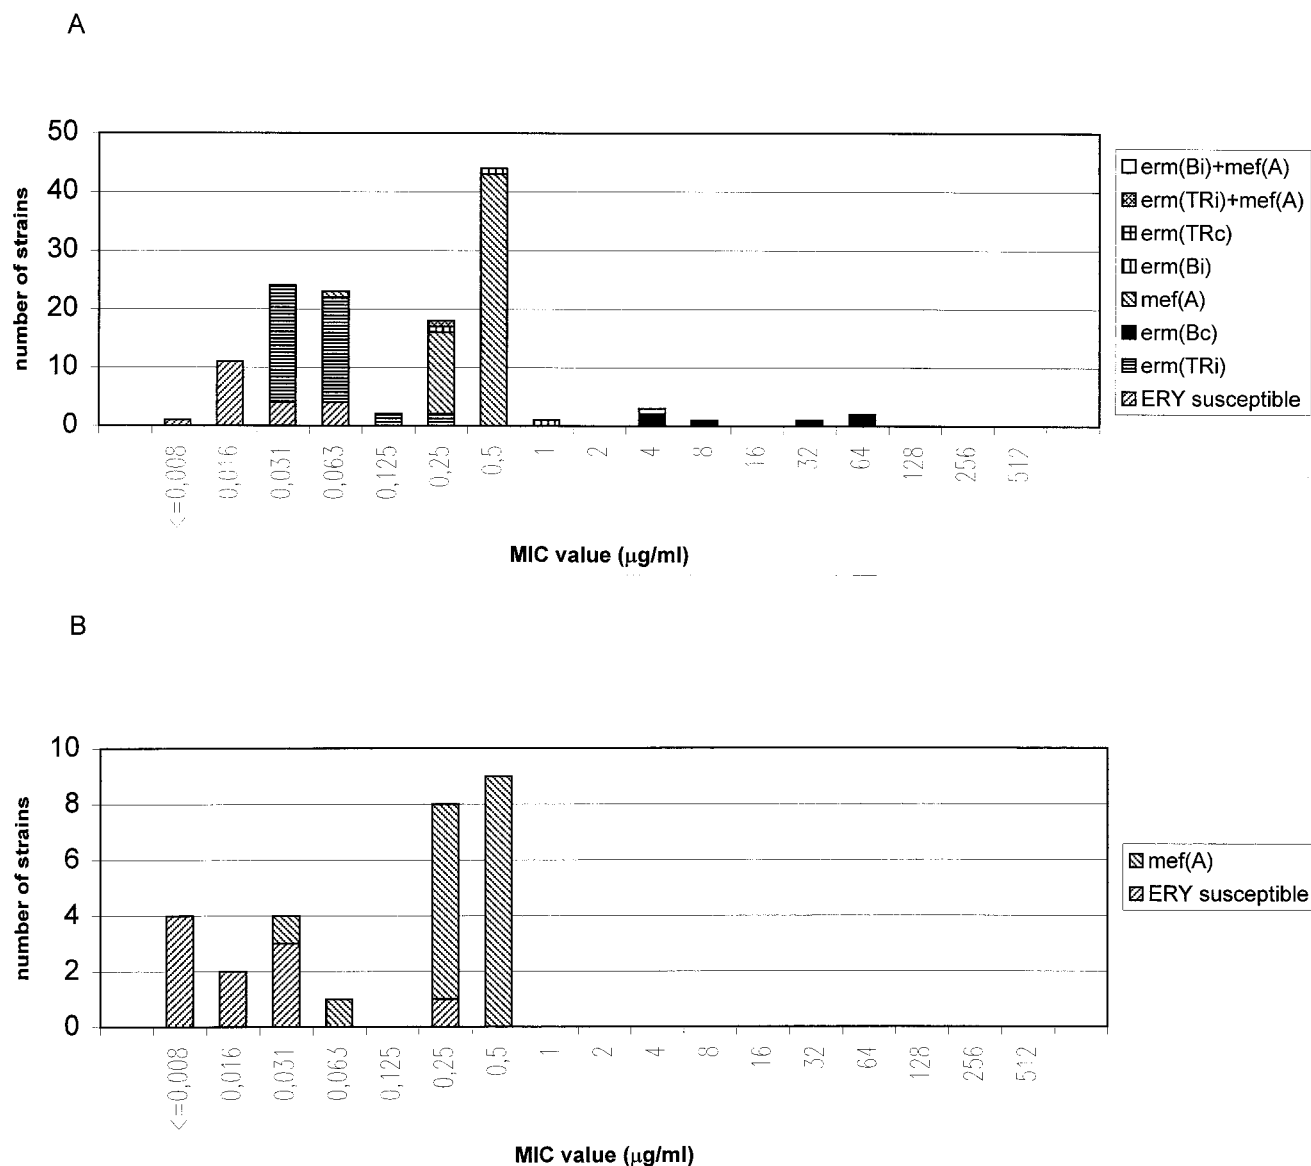 A
number of strains
50
40
30
20
10
0
<=0,008 0,016 0,031 0,063 0,125 0,25 0,5 1 2 4 8 16 32 64 128 256 512
MIC value (µg/ml)
erm(Bi)+mef(A)
erm(TRi)+mef(A)
erm(TRc)
erm(Bi)
mef(A)
erm(Bc)
erm(TRi)
ERY susceptible
B
number of strains
10
8
6
4
2
0
<=0,008 0,016 0,031 0,063 0,125 0,25 0,5 1 2 4 8 16 32 64 128 256 512
MIC value (µg/ml)
mef(A)
ERY susceptible